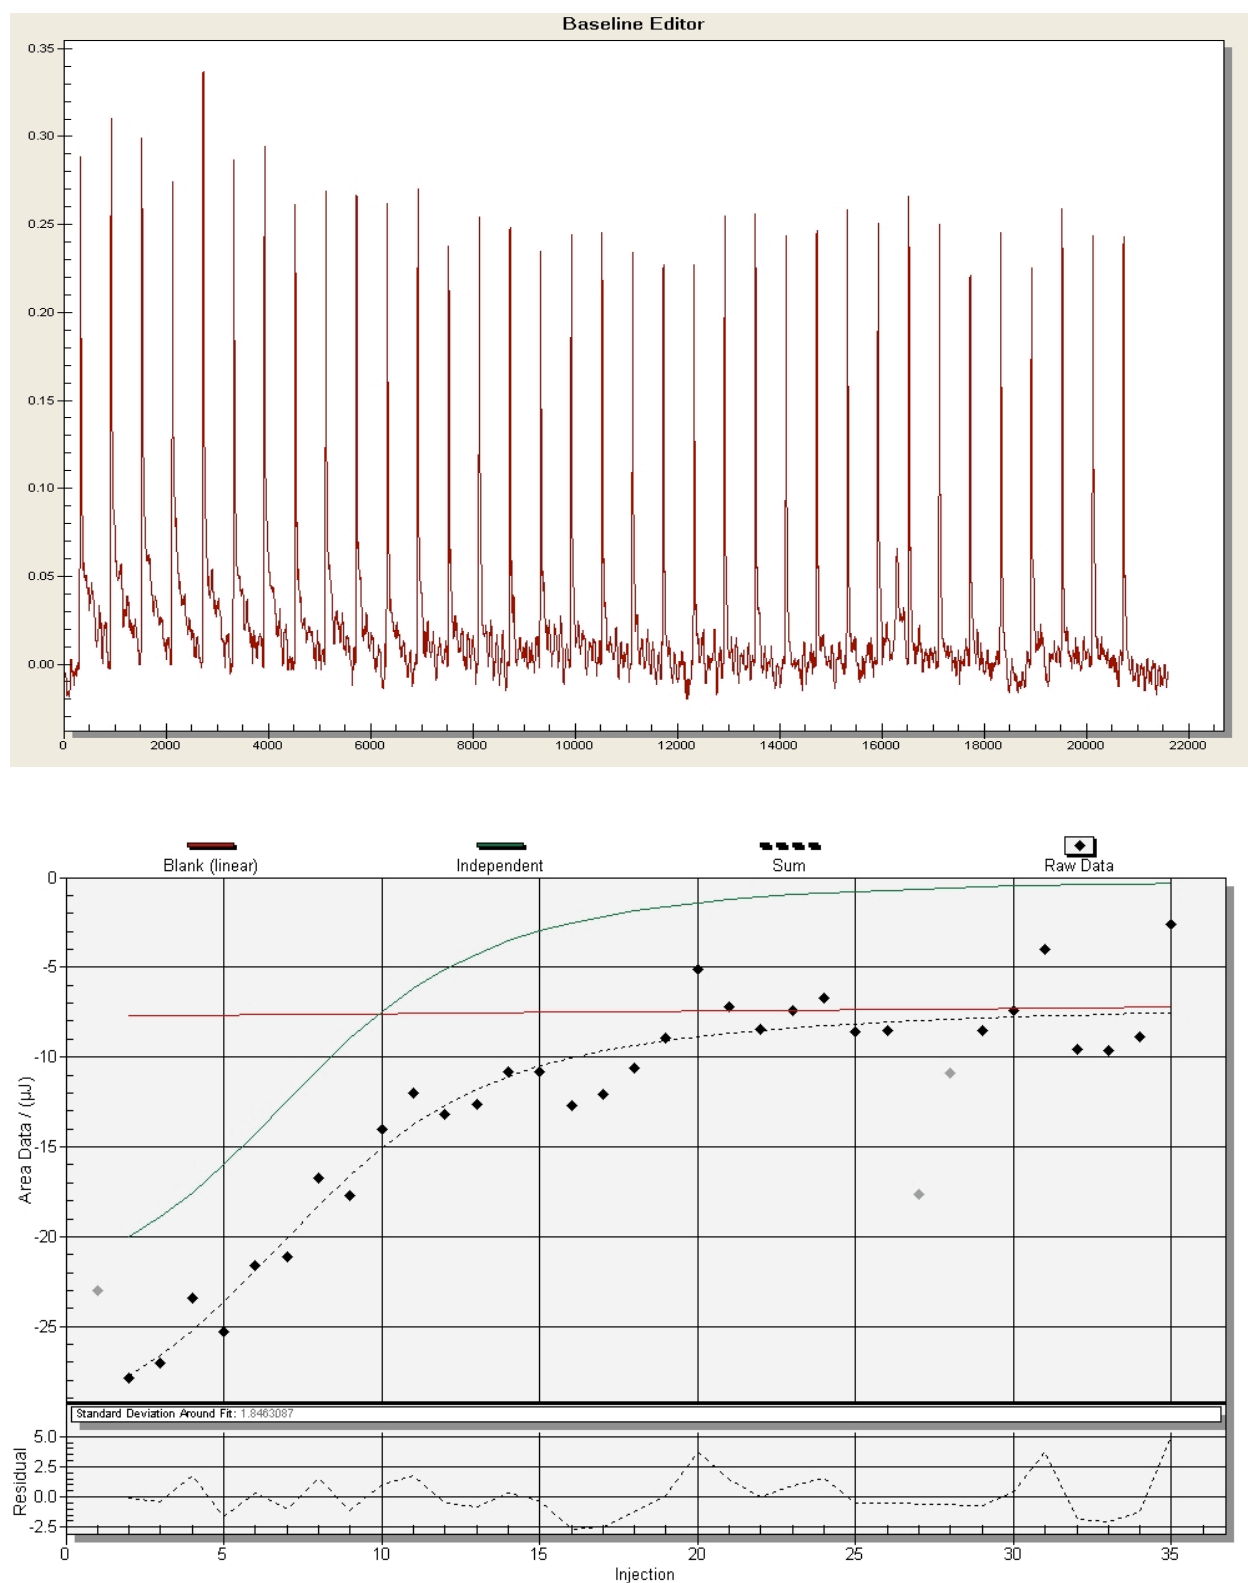 Baseline Editor
0.35
0.30
0.25
0.20
0.15
0.10
0.05
0.00
0 2000 4000 6000 8000 10000 12000 14000 16000 18000 20000 22000
Blank (linear) Independent Sum Raw Data
0
-5
-10
-15
-20
-25
Area Data / (µJ)
Standard Deviation Around Fit: 1.8463087
5.0
2.5
0.0
-2.5
Residual
0 5 10 15 20 25 30 35
Injection